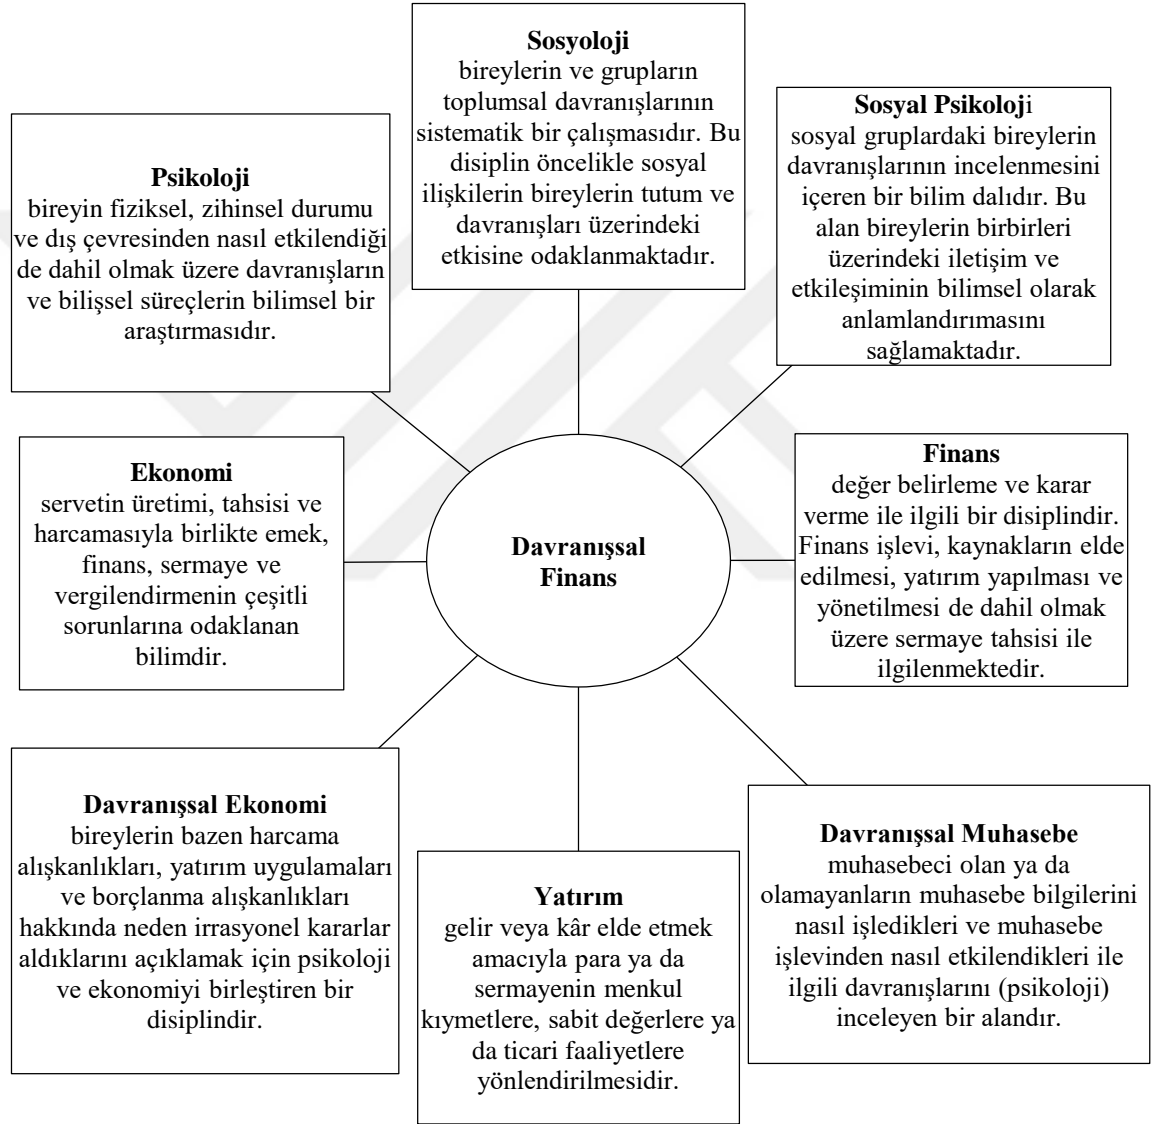 Sosyoloji
bireylerin ve grupların
toplumsal davranışlarının
sistematik bir çalışmasıdır. Bu
disiplin öncelikle sosyal
ilişkilerin bireylerin tutum ve
davranışları üzerindeki
etkisine odaklanmaktadır.
Sosyal Psikoloji
sosyal gruplardaki bireylerin
davranışlarının incelenmesini
içeren bir bilim dalıdır. Bu
alan bireylerin birbirleri
üzerindeki iletişim ve
etkileşiminin bilimsel olarak
anlamlandırımasını
sağlamaktadır.
Psikoloji
bireyin fiziksel, zihinsel durumu
ve dış çevresinden nasıl etkilendiği
de dahil olmak üzere davranışların
ve bilişsel süreçlerin bilimsel bir
araştırmasıdır.
Ekonomi
servetin üretimi, tahsisi ve
harcamasıyla birlikte emek,
finans, sermaye ve
vergilendirmenin çeşitli
sorunlarına odaklanan
bilimdir.
Davranışsal
Finans
Finans
değer belirleme ve karar
verme ile ilgili bir disiplindir.
Finans işlevi, kaynakların elde
edilmesi, yatırım yapılması ve
yönetilmesi de dahil olmak
üzere sermaye tahsisi ile
ilgilenmektedir.
Davranışsal Ekonomi
bireylerin bazen harcama
alışkanlıkları, yatırım uygulamaları
ve borçlanma alışkanlıkları
hakkında neden irrasyonel kararlar
aldıklarını açıklamak için psikoloji
ve ekonomiyi birleştiren bir
disiplindir.
Yatırım
gelir veya kâr elde etmek
amacıyla para ya da
sermayenin menkul
kıymetlere, sabit değerlere ya
da ticari faaliyetlere
yönlendirilmesidir.
Davranışsal Muhasebe
muhasebeci olan ya da
olamayanların muhasebe bilgilerini
nasıl işledikleri ve muhasebe
işlevinden nasıl etkilendikleri ile
ilgili davranışlarını (psikoloji)
inceleyen bir alandır.